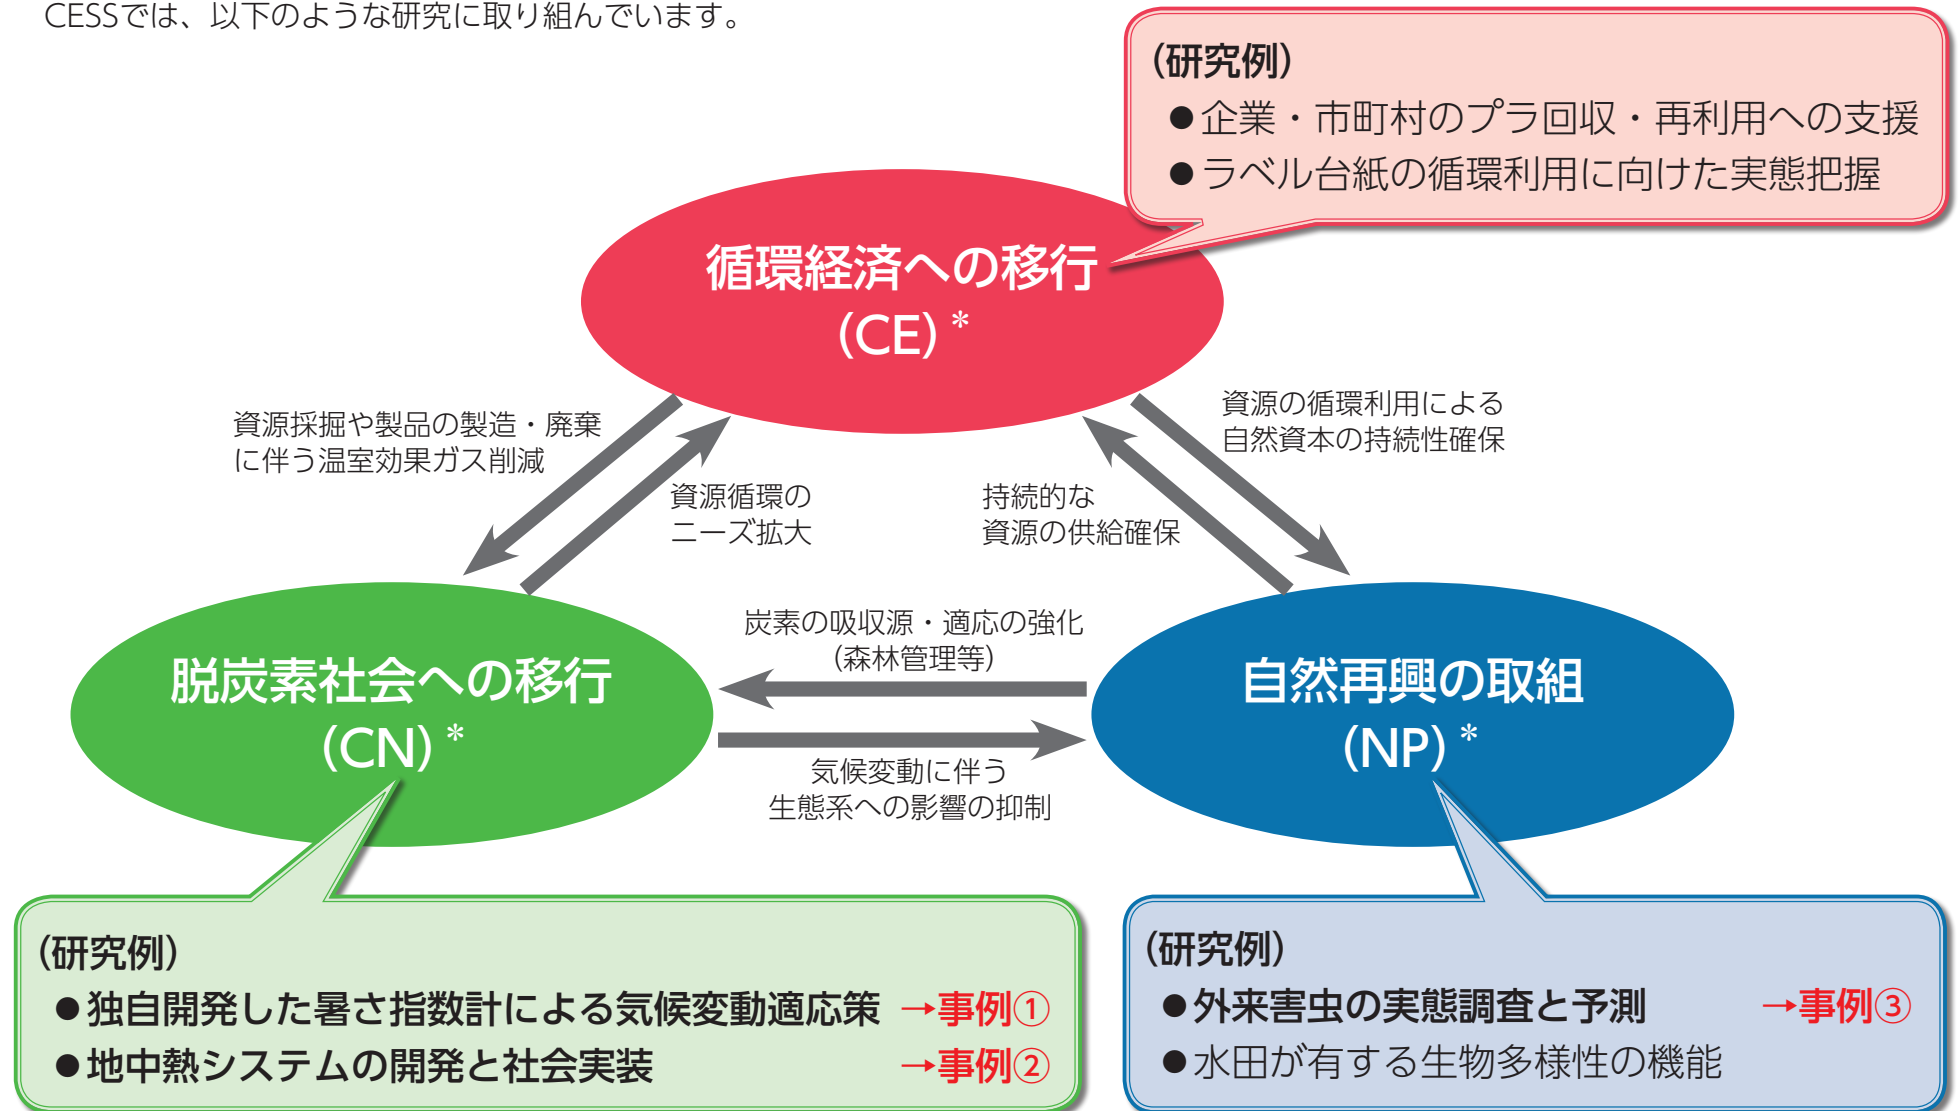 CESSでは、以下のような研究に取り組んでいます。
(研究例)
●企業・市町村のプラ回収・再利用への支援
●ラベル台紙の循環利用に向けた実態把握
循環経済への移行
(CE)*
資源採掘や製品の製造・廃棄
に伴う温室効果ガス削減
資源循環の
ニーズ拡大
持続的な
資源の供給確保
資源の循環利用による
自然資本の持続性確保
脱炭素社会への移行
(CN)*
炭素の吸収源・適応の強化
(森林管理等)
気候変動に伴う
生態系への影響の抑制
自然再興の取組
(NP)*
(研究例)
●独自開発した暑さ指数計による気候変動適応策 →事例①
●地中熱システムの開発と社会実装 →事例②
(研究例)
●外来害虫の実態調査と予測 →事例③
●水田が有する生物多様性の機能